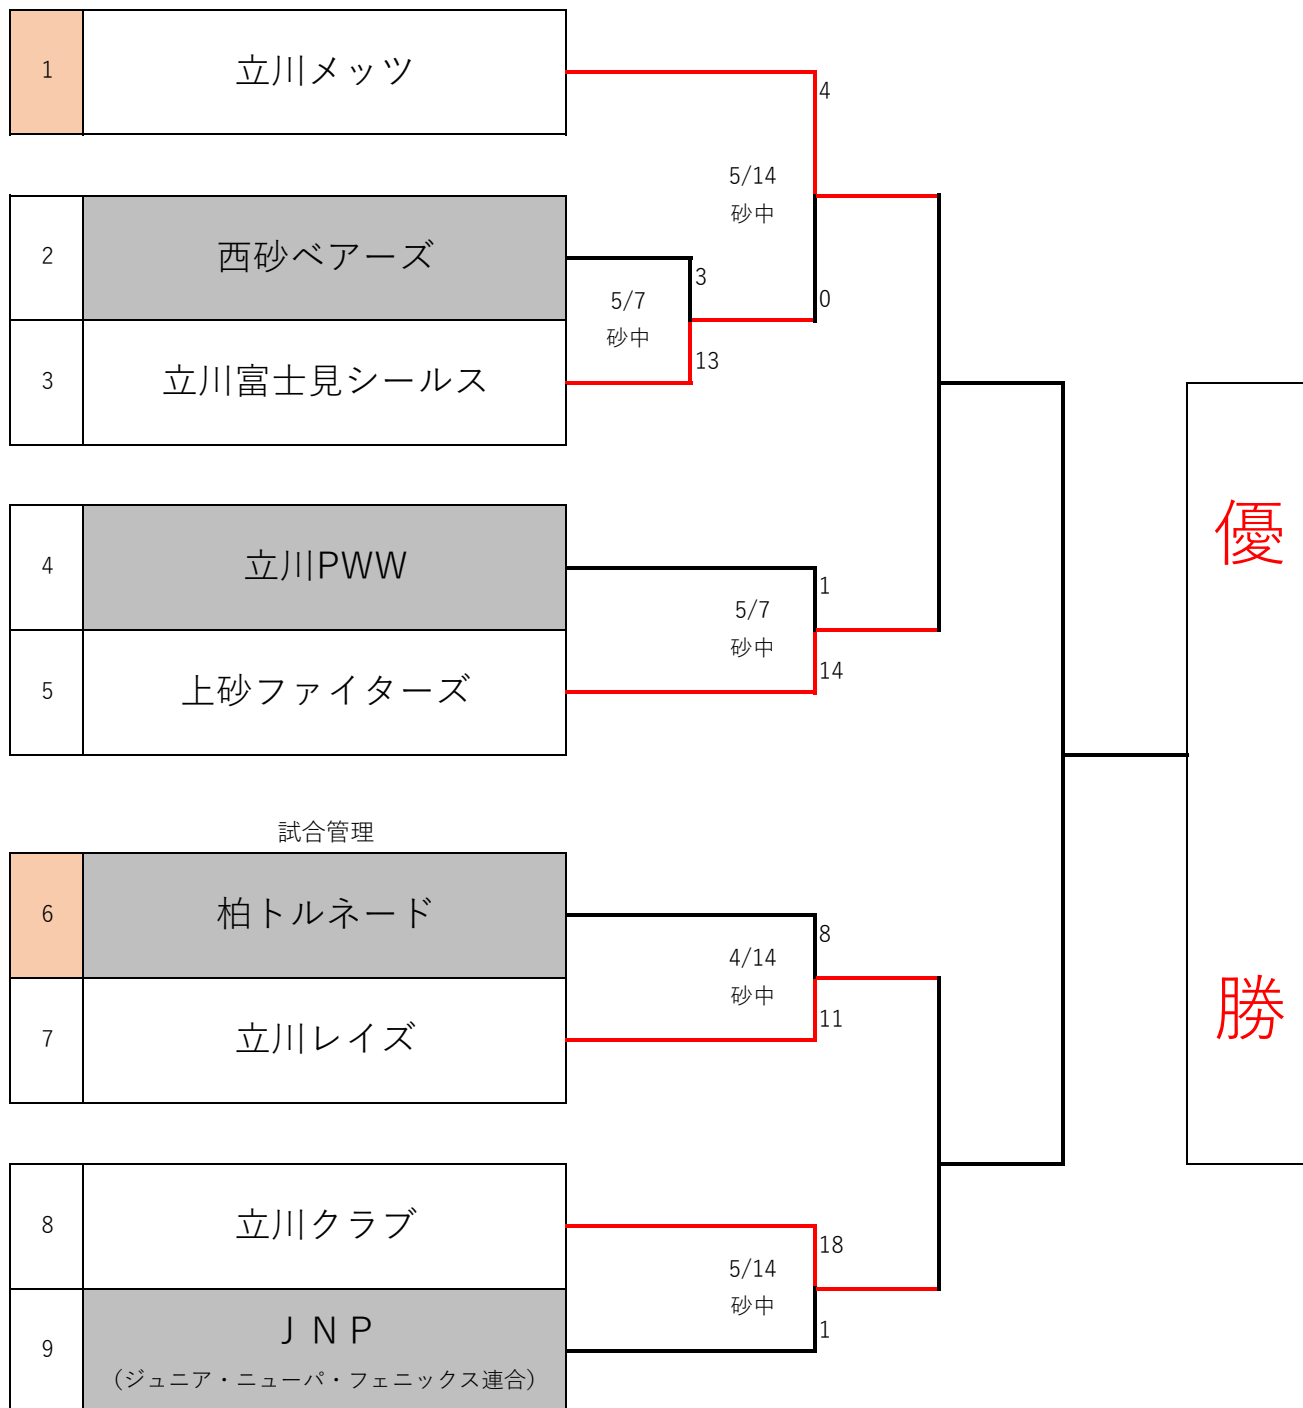 1
立川メッツ
4
5/14
砂中
2
西砂ベアーズ
3
5/7
砂中
0
3
立川富士見シールス
13
4
立川PWW
1
5/7
砂中
5
上砂ファイターズ
14
優
勝
試合管理
6
柏トルネード
8
4/14
砂中
7
立川レイズ
11
8
立川クラブ
18
5/14
砂中
9
ＪＮＰ
（ジュニア・ニューパ・フェニックス連合）
1